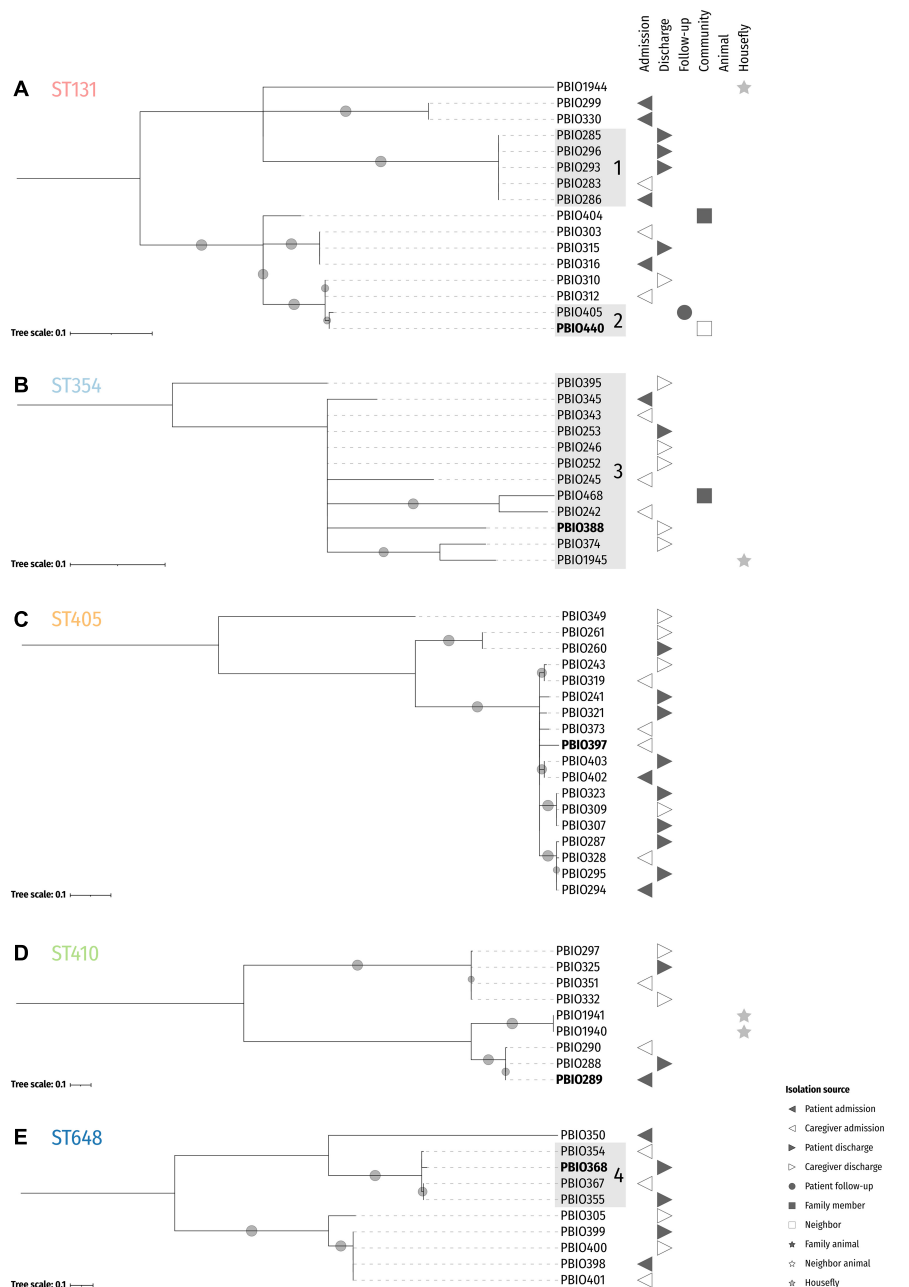 Admission
Discharge
Follow-up
Community
Animal
Housefly
A ST131
PBIO1944
PBIO299
PBIO330
PBIO285
PBIO296
PBIO293
PBIO283
PBIO286
1
PBIO404
PBIO303
PBIO315
PBIO316
PBIO310
PBIO312
PBIO405
PBIO440
2
Tree scale: 0.1
B ST354
PBIO395
PBIO345
PBIO343
PBIO253
PBIO246
PBIO252
PBIO245
PBIO468
PBIO242
PBIO388
PBIO374
PBIO1945
3
Tree scale: 0.1
C ST405
PBIO349
PBIO261
PBIO260
PBIO243
PBIO319
PBIO241
PBIO321
PBIO373
PBIO397
PBIO403
PBIO402
PBIO323
PBIO309
PBIO307
PBIO287
PBIO328
PBIO295
PBIO294
Tree scale: 0.1
D ST410
PBIO297
PBIO325
PBIO351
PBIO332
PBIO1941
PBIO1940
PBIO290
PBIO288
PBIO289
Tree scale: 0.1
E ST648
PBIO350
PBIO354
PBIO368
PBIO367
PBIO355
4
PBIO305
PBIO399
PBIO400
PBIO398
PBIO401
Tree scale: 0.1
Isolation source
Patient admission
Caregiver admission
Patient discharge
Caregiver discharge
Patient follow-up
Family member
Neighbor
Family animal
Neighbor animal
Housefly